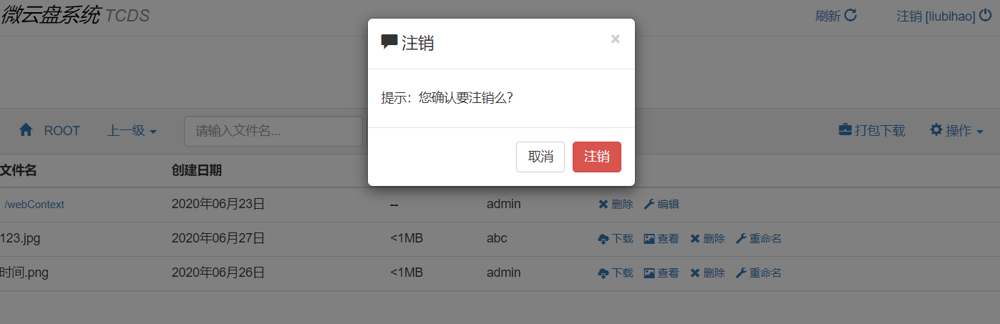 微云盘系统 TCDS
刷新
注销 [liubihao]
注销
×
提示：您确认要注销么？
取消
注销
ROOT
上一级
请输入文件名...
打包下载
操作
文件名 创建日期
/webContext 2020年06月23日 -- admin 删除 编辑
123.jpg 2020年06月27日 <1MB abc 下载 查看 删除 重命名
时间.png 2020年06月26日 <1MB admin 下载 查看 删除 重命名